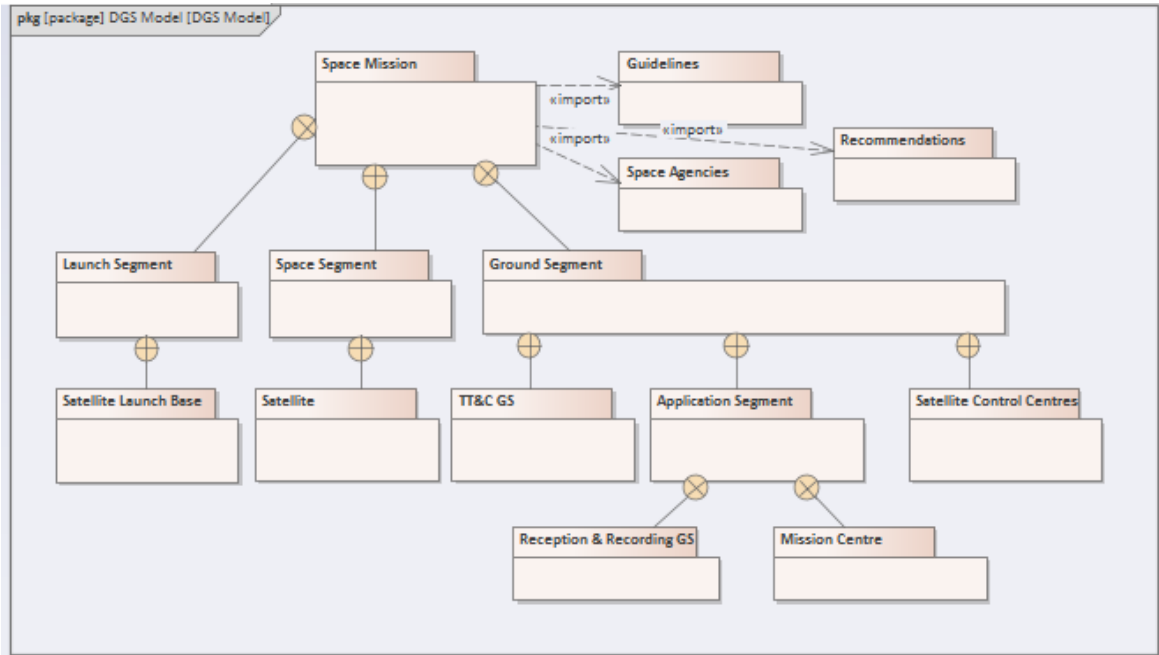 pkg [package] DGS Model [DGS Model]
Space Mission
Guidelines
«import»
«import»
«import»
Recommendations
Space Agencies
Launch Segment
Space Segment
Ground Segment
Satellite Launch Base
Satellite
TT&C GS
Application Segment
Satellite Control Centres
Reception & Recording GS
Mission Centre